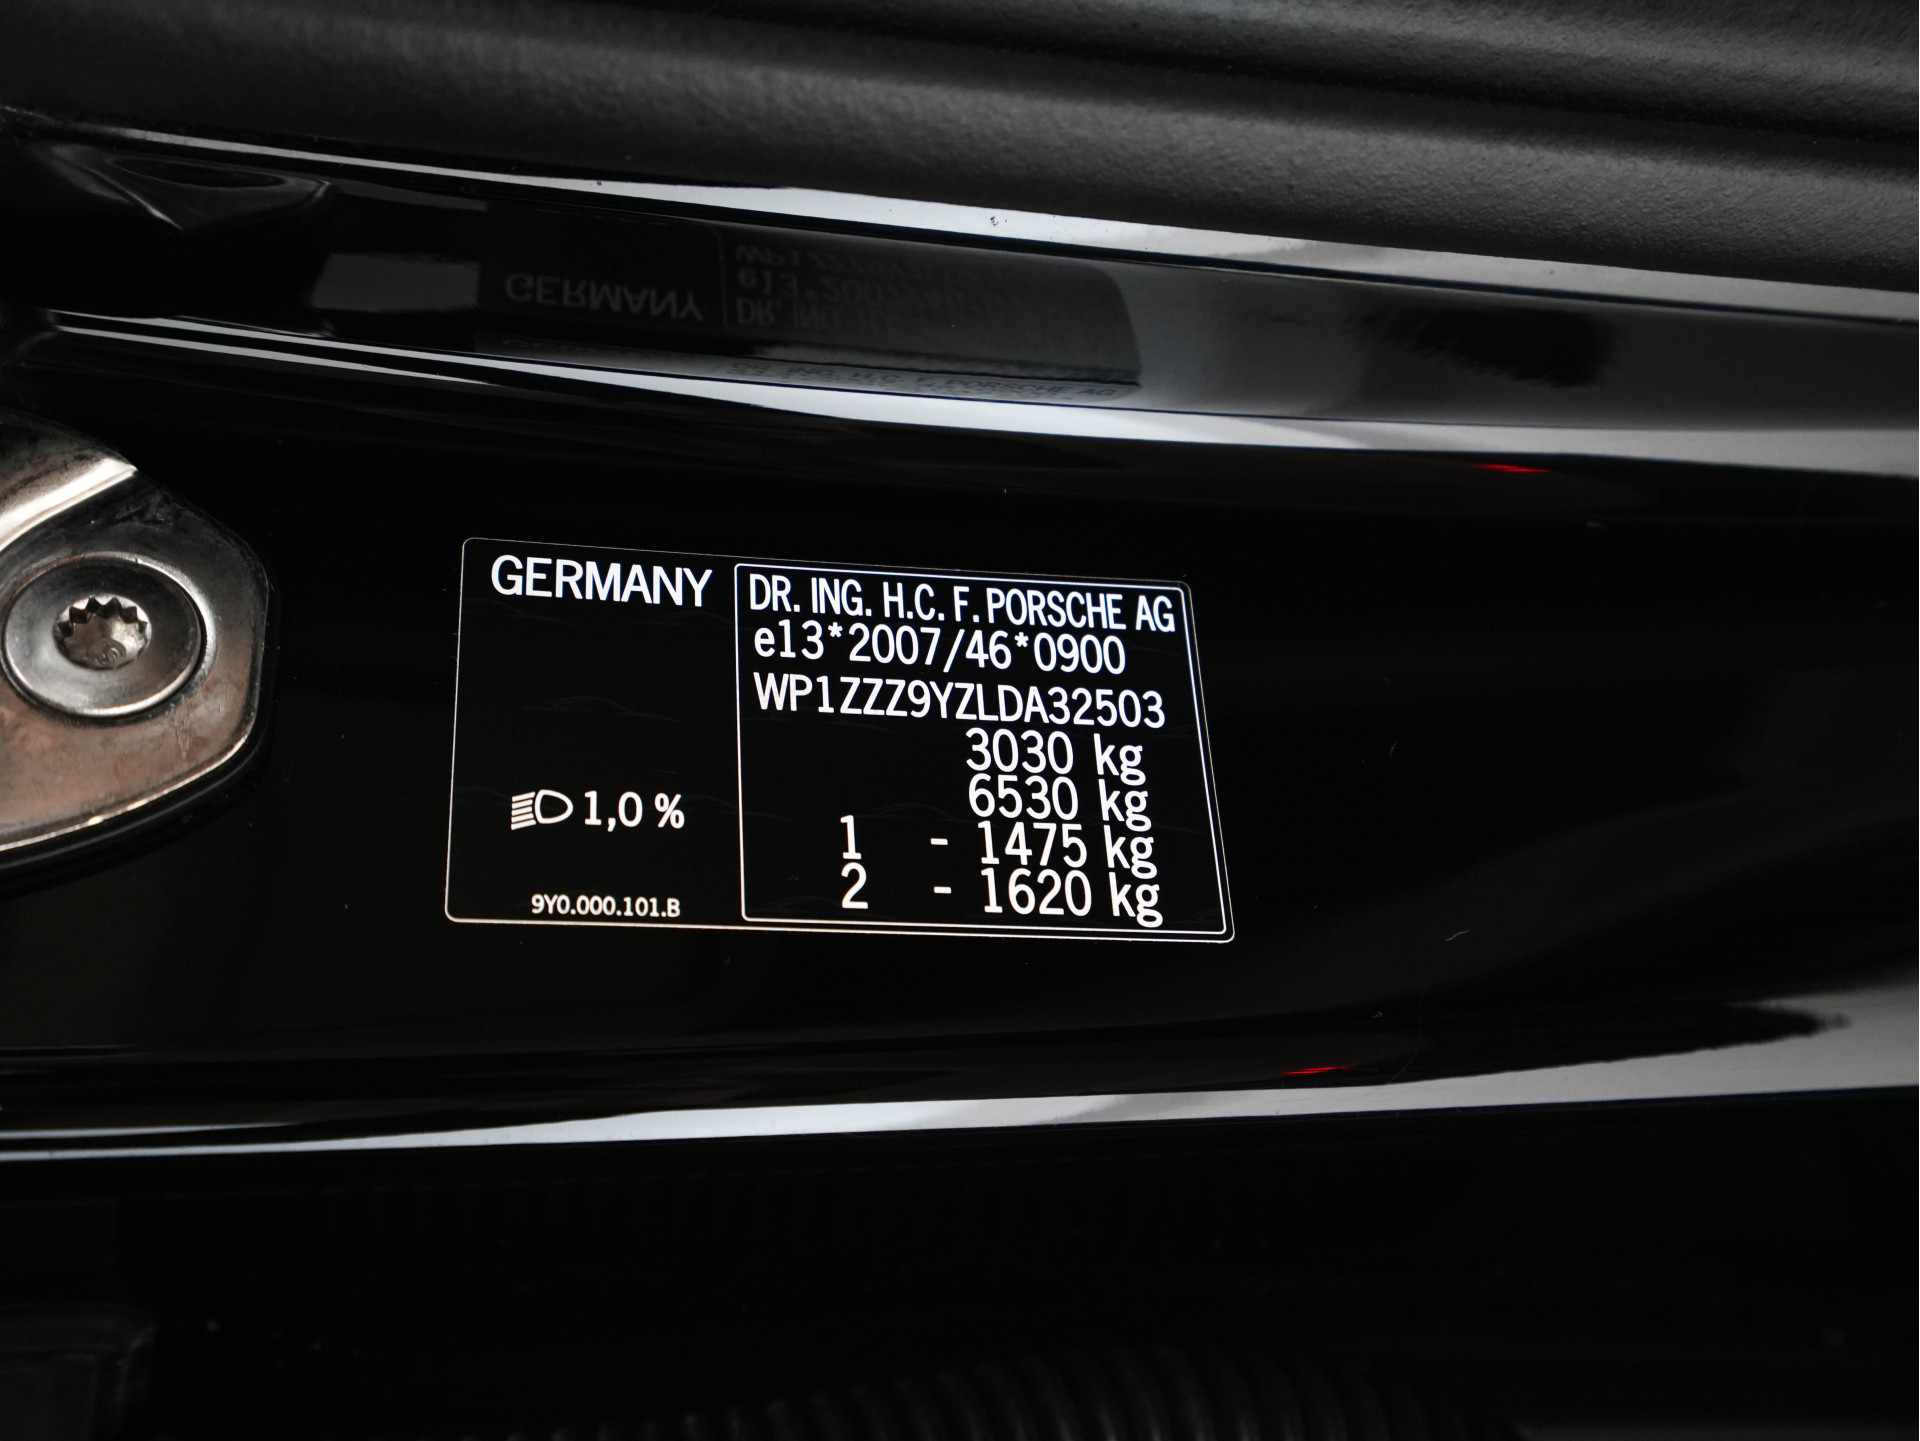 GERMANY
1,0 %
9Y0.000.101.B
DR. ING. H.C. F. PORSCHE AG
e13*2007/46*0900
WP1ZZZ9YZLDA32503
3030 kg
6530 kg
1 - 1475 kg
2 - 1620 kg